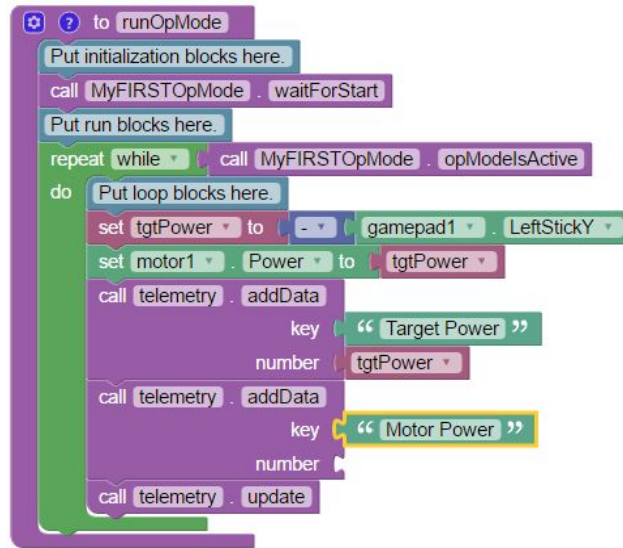 ? to runOpMode
Put initialization blocks here.
call MyFIRSTOpMode . waitForStart
Put run blocks here.
repeat while call MyFIRSTOpMode . opModeIsActive
do Put loop blocks here.
set tgtPower to - gamepad1 . LeftStickY
set motor1 . Power to tgtPower
call telemetry . addData
key “ Target Power ”
number tgtPower
call telemetry . addData
key “ Motor Power ”
number
call telemetry . update